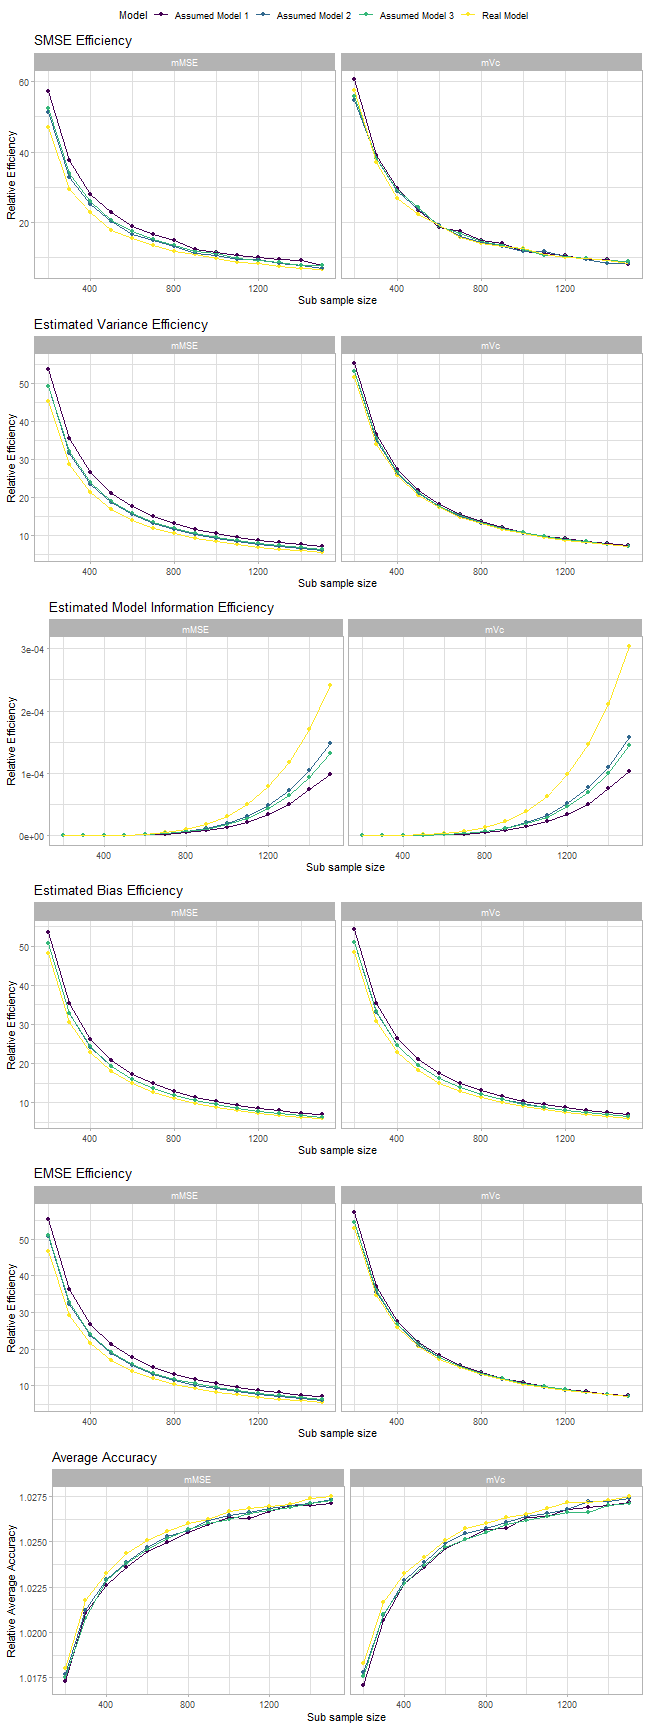 Model Assumed Model 1 Assumed Model 2 Assumed Model 3 Real Model
SMSE Efficiency
mMSE mVc
60
40
20
Relative Efficiency
400 800 1200 400 800 1200
Sub sample size
Estimated Variance Efficiency
mMSE mVc
50
40
30
20
10
Relative Efficiency
400 800 1200 400 800 1200
Sub sample size
Estimated Model Information Efficiency
mMSE mVc
3e-04
2e-04
1e-04
0e+00
Relative Efficiency
400 800 1200 400 800 1200
Sub sample size
Estimated Bias Efficiency
mMSE mVc
50
40
30
20
10
Relative Efficiency
400 800 1200 400 800 1200
Sub sample size
EMSE Efficiency
mMSE mVc
50
40
30
20
10
Relative Efficiency
400 800 1200 400 800 1200
Sub sample size
Average Accuracy
mMSE mVc
1.0275
1.0250
1.0225
1.0200
1.0175
Relative Average Accuracy
400 800 1200 400 800 1200
Sub sample size